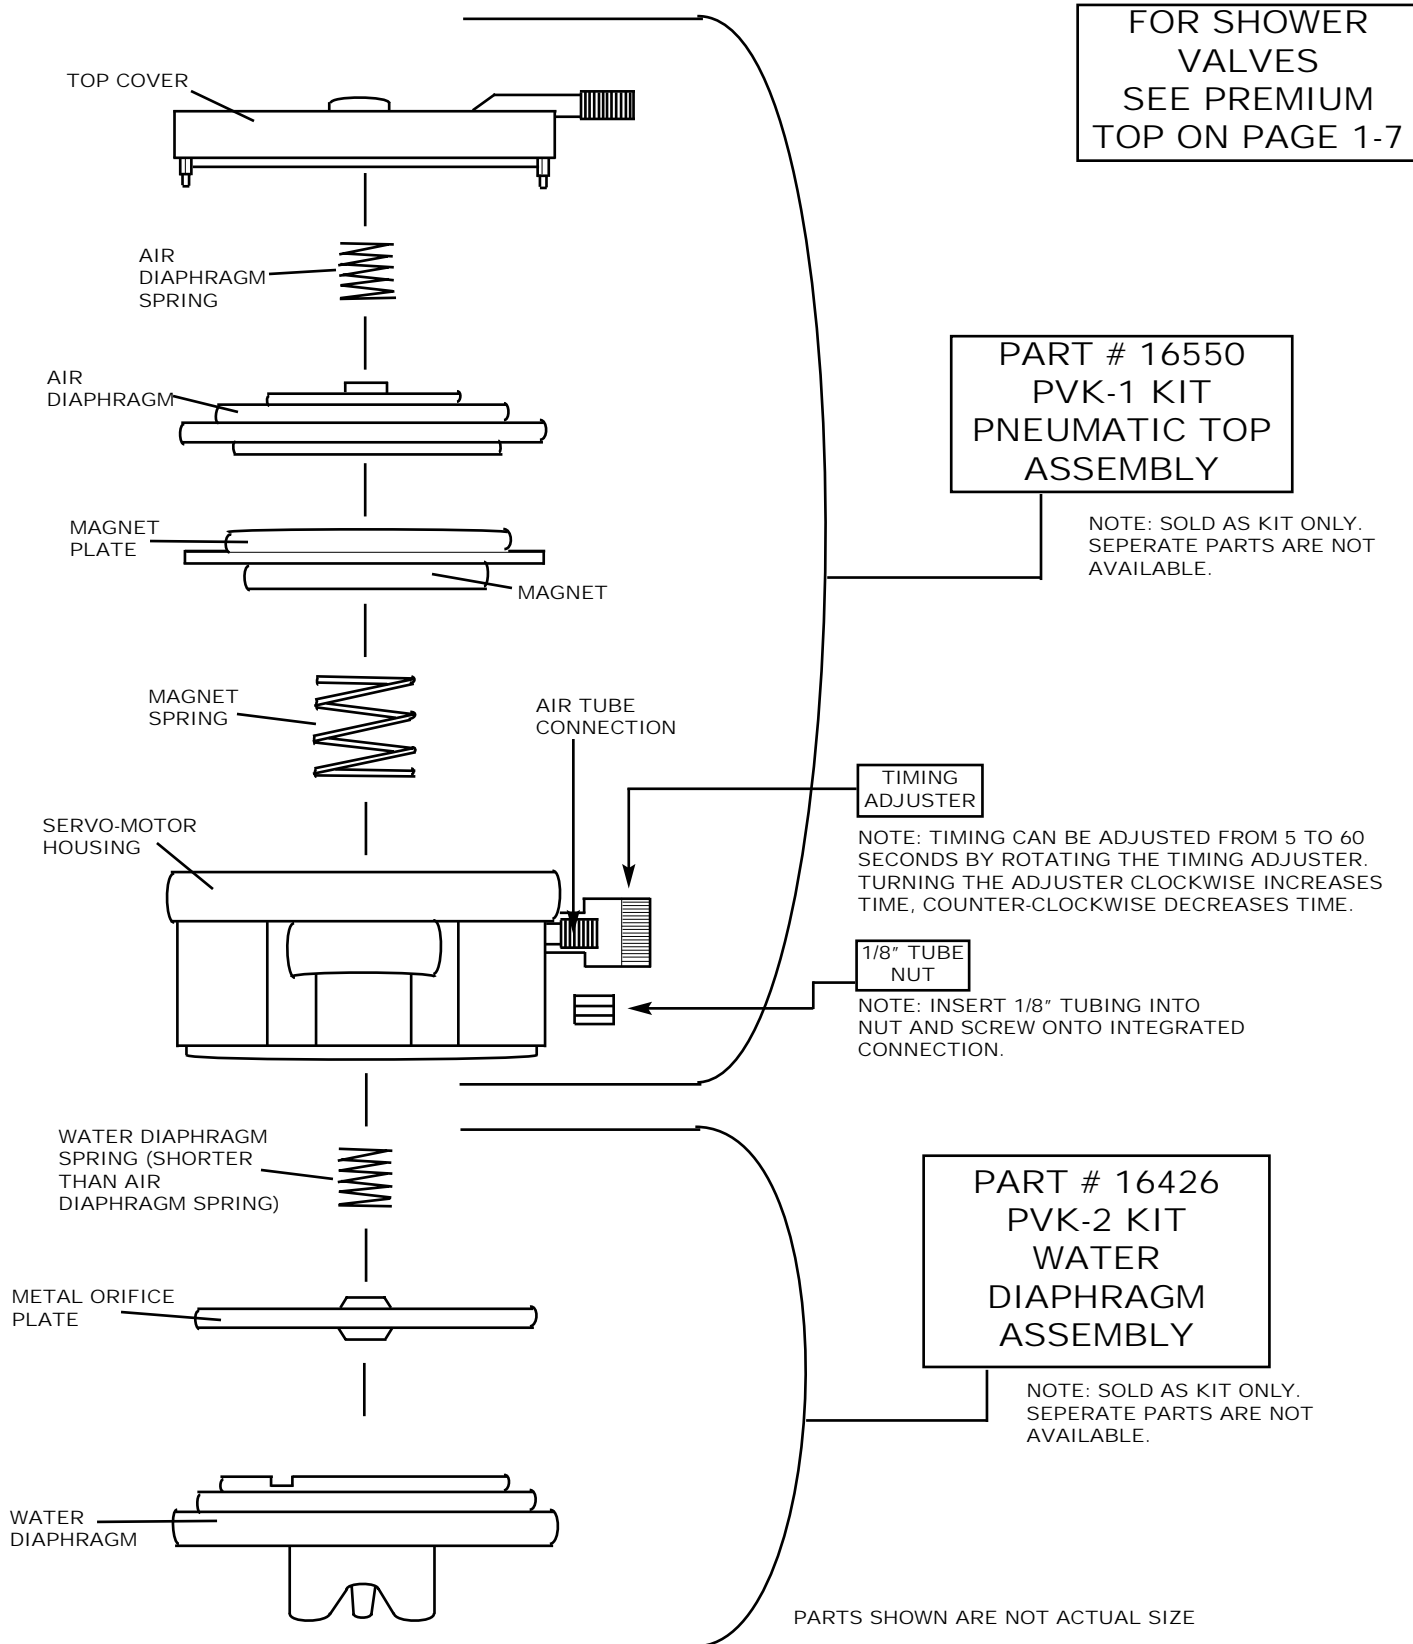 FOR SHOWER
VALVES
SEE PREMIUM
TOP ON PAGE 1-7
TOP COVER
AIR
DIAPHRAGM
SPRING
AIR
DIAPHRAGM
PART # 16550
PVK-1 KIT
PNEUMATIC TOP
ASSEMBLY
NOTE: SOLD AS KIT ONLY.
SEPERATE PARTS ARE NOT
AVAILABLE.
MAGNET
PLATE
MAGNET
MAGNET
SPRING
AIR TUBE
CONNECTION
TIMING
ADJUSTER
NOTE: TIMING CAN BE ADJUSTED FROM 5 TO 60
SECONDS BY ROTATING THE TIMING ADJUSTER.
TURNING THE ADJUSTER CLOCKWISE INCREASES
TIME, COUNTER-CLOCKWISE DECREASES TIME.
SERVO-MOTOR
HOUSING
1/8" TUBE
NUT
NOTE: INSERT 1/8" TUBING INTO
NUT AND SCREW ONTO INTEGRATED
CONNECTION.
WATER DIAPHRAGM
SPRING (SHORTER
THAN AIR
DIAPHRAGM SPRING)
PART # 16426
PVK-2 KIT
WATER
DIAPHRAGM
ASSEMBLY
NOTE: SOLD AS KIT ONLY.
SEPERATE PARTS ARE NOT
AVAILABLE.
METAL ORIFICE
PLATE
WATER
DIAPHRAGM
PARTS SHOWN ARE NOT ACTUAL SIZE